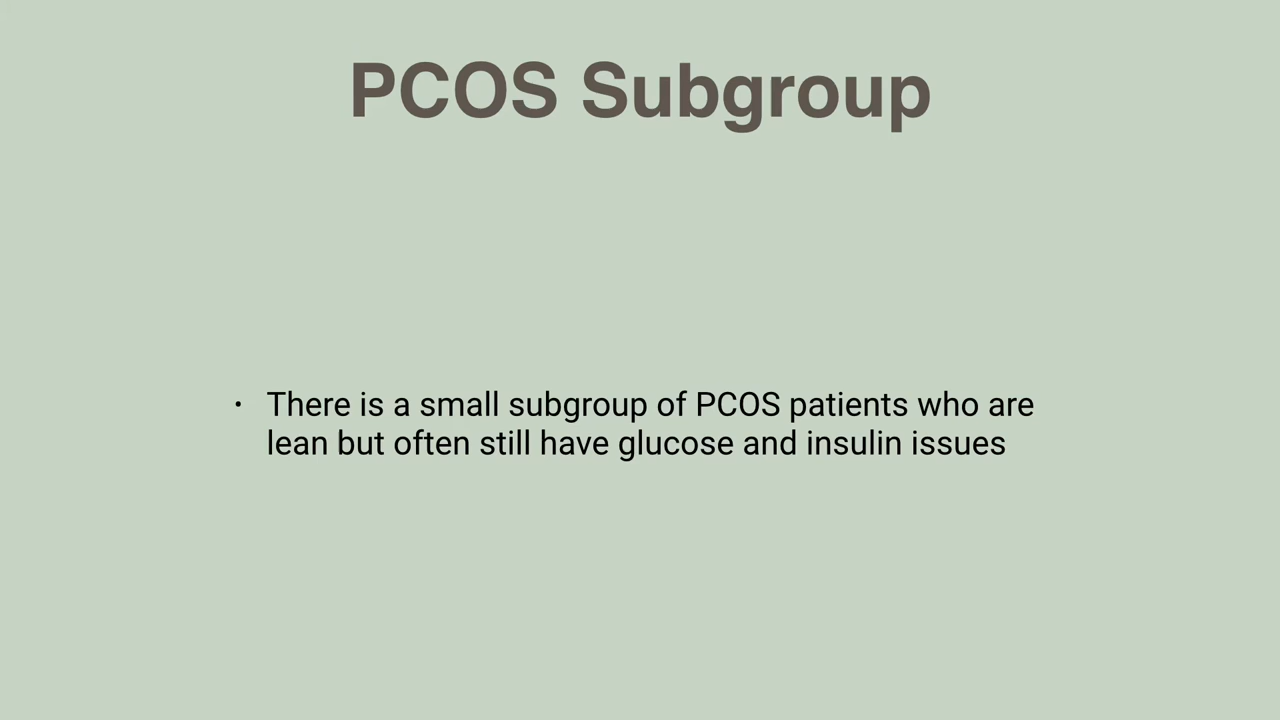 PCOS Subgroup
• There is a small subgroup of PCOS patients who are
lean but often still have glucose and insulin issues